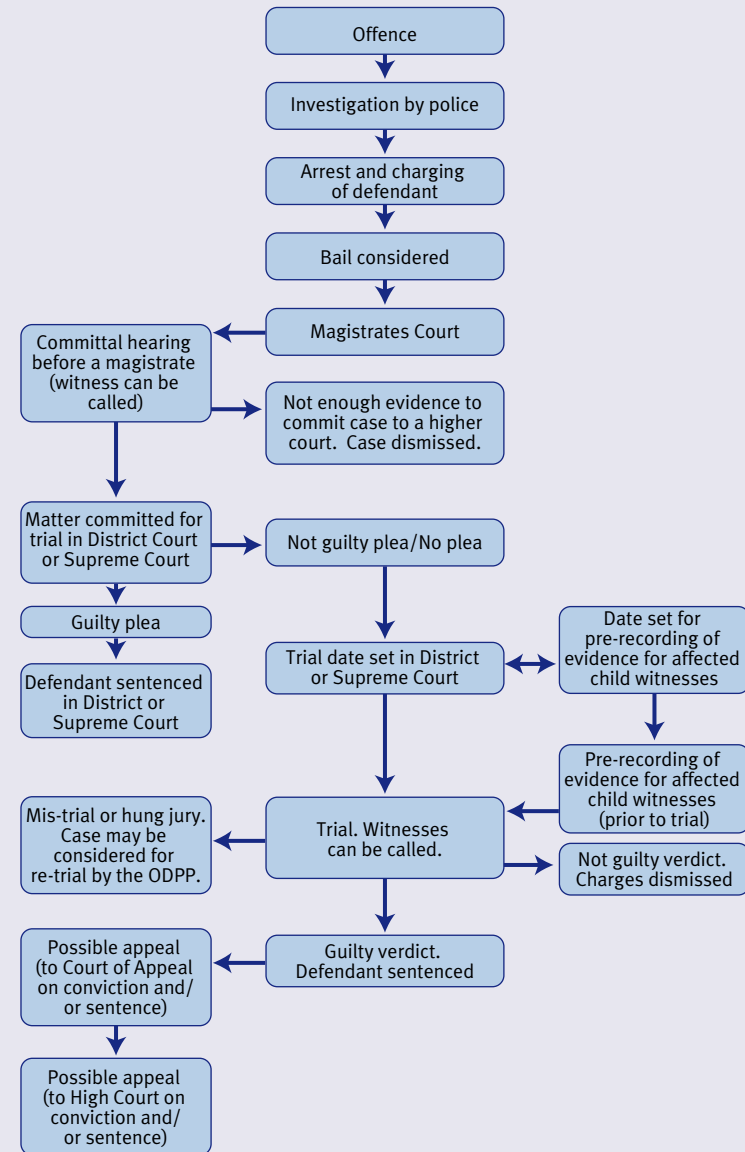 Offence
Investigation by police
Arrest and charging
of defendant
Bail considered
Magistrates Court
Committal hearing
before a magistrate
(witness can be
called)
Not enough evidence to
commit case to a higher
court.  Case dismissed.
Matter committed for
trial in District Court
or Supreme Court
Not guilty plea/No plea
Guilty plea
Defendant sentenced
in District or
Supreme Court
Trial date set in District
or Supreme Court
Date set for
pre-recording of
evidence for affected
child witnesses
Pre-recording of
evidence for affected
child witnesses
(prior to trial)
Trial. Witnesses
can be called.
Mis-trial or hung jury.
Case may be
considered for
re-trial by the ODPP.
Not guilty verdict.
Charges dismissed
Guilty verdict.
Defendant sentenced
Possible appeal
(to Court of Appeal
on conviction and/
or sentence)
Possible appeal
(to High Court on
conviction and/
or sentence)